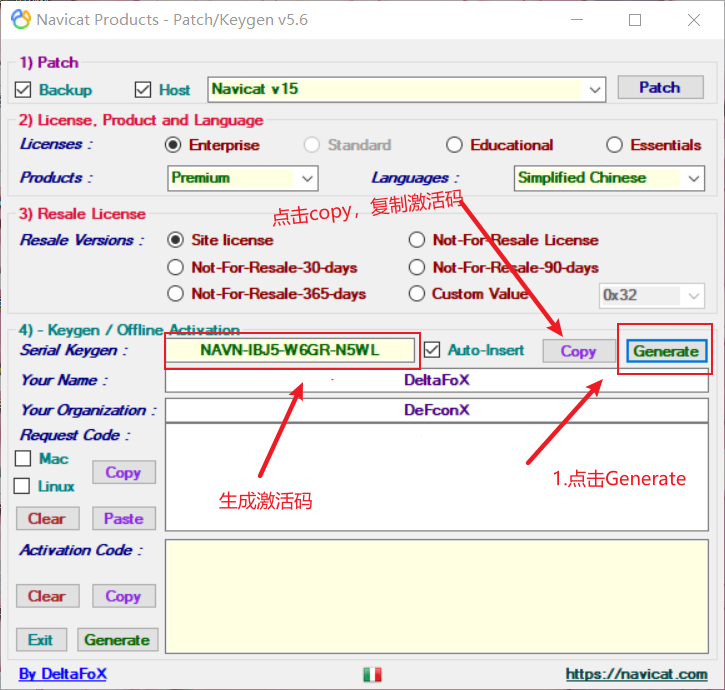 Navicat Products - Patch/Keygen v5.6
1) Patch
Backup Host Navicat v15 Patch
2) License, Product and Language
Licenses : Enterprise Standard Educational Essentials
Products : Premium Languages : Simplified Chinese
点击copy，复制激活码
3) Resale License
Resale Versions : Site license Not-For-Resale License
Not-For-Resale-30-days Not-For-Resale-90-days
Not-For-Resale-365-days Custom Value 0x32
4) - Keygen / Offline Activation
Serial Keygen : NAVN-IBJ5-W6GR-N5WL Auto-Insert Copy Generate
Your Name : DeltaFoX
Your Organization : DeFconX
Request Code :
Mac
Copy
Linux
1.点击Generate
生成激活码
Clear Paste
Activation Code :
Clear Copy
Exit Generate
By DeltaFoX https://navicat.com